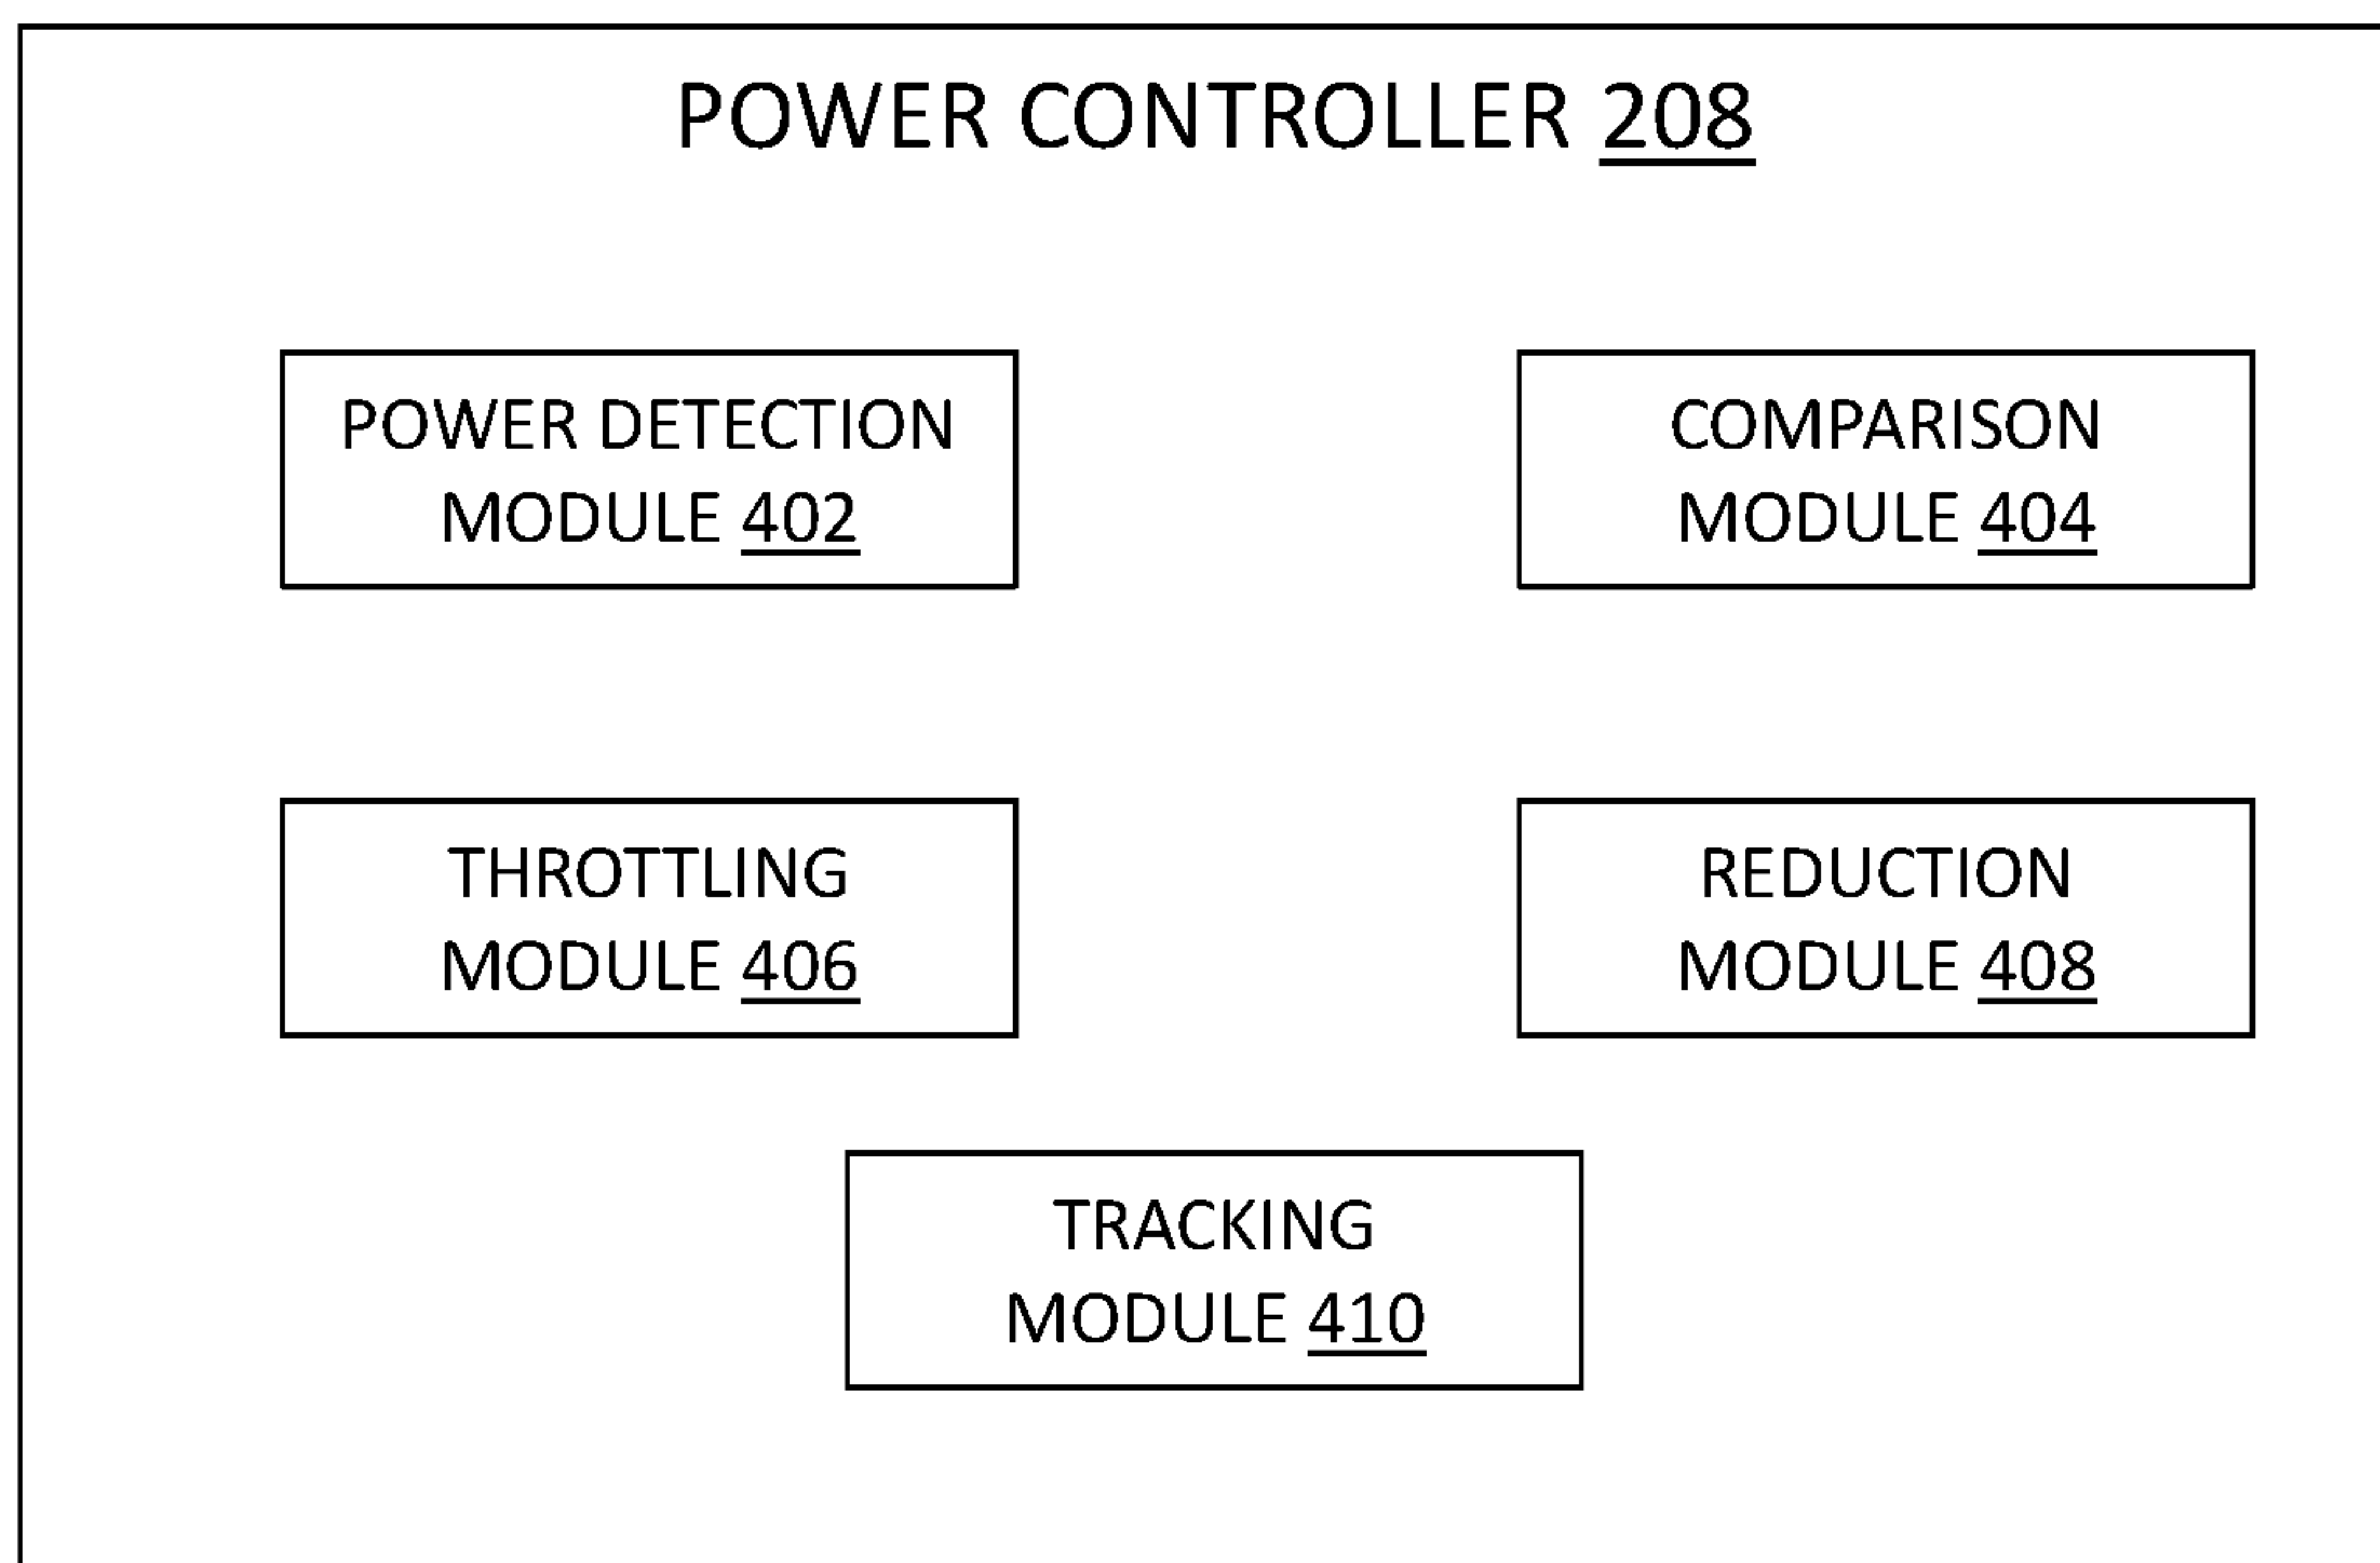 POWER CONTROLLER 208
POWER DETECTION
MODULE 402
COMPARISON
MODULE 404
THROTTLING
MODULE 406
REDUCTION
MODULE 408
TRACKING
MODULE 410